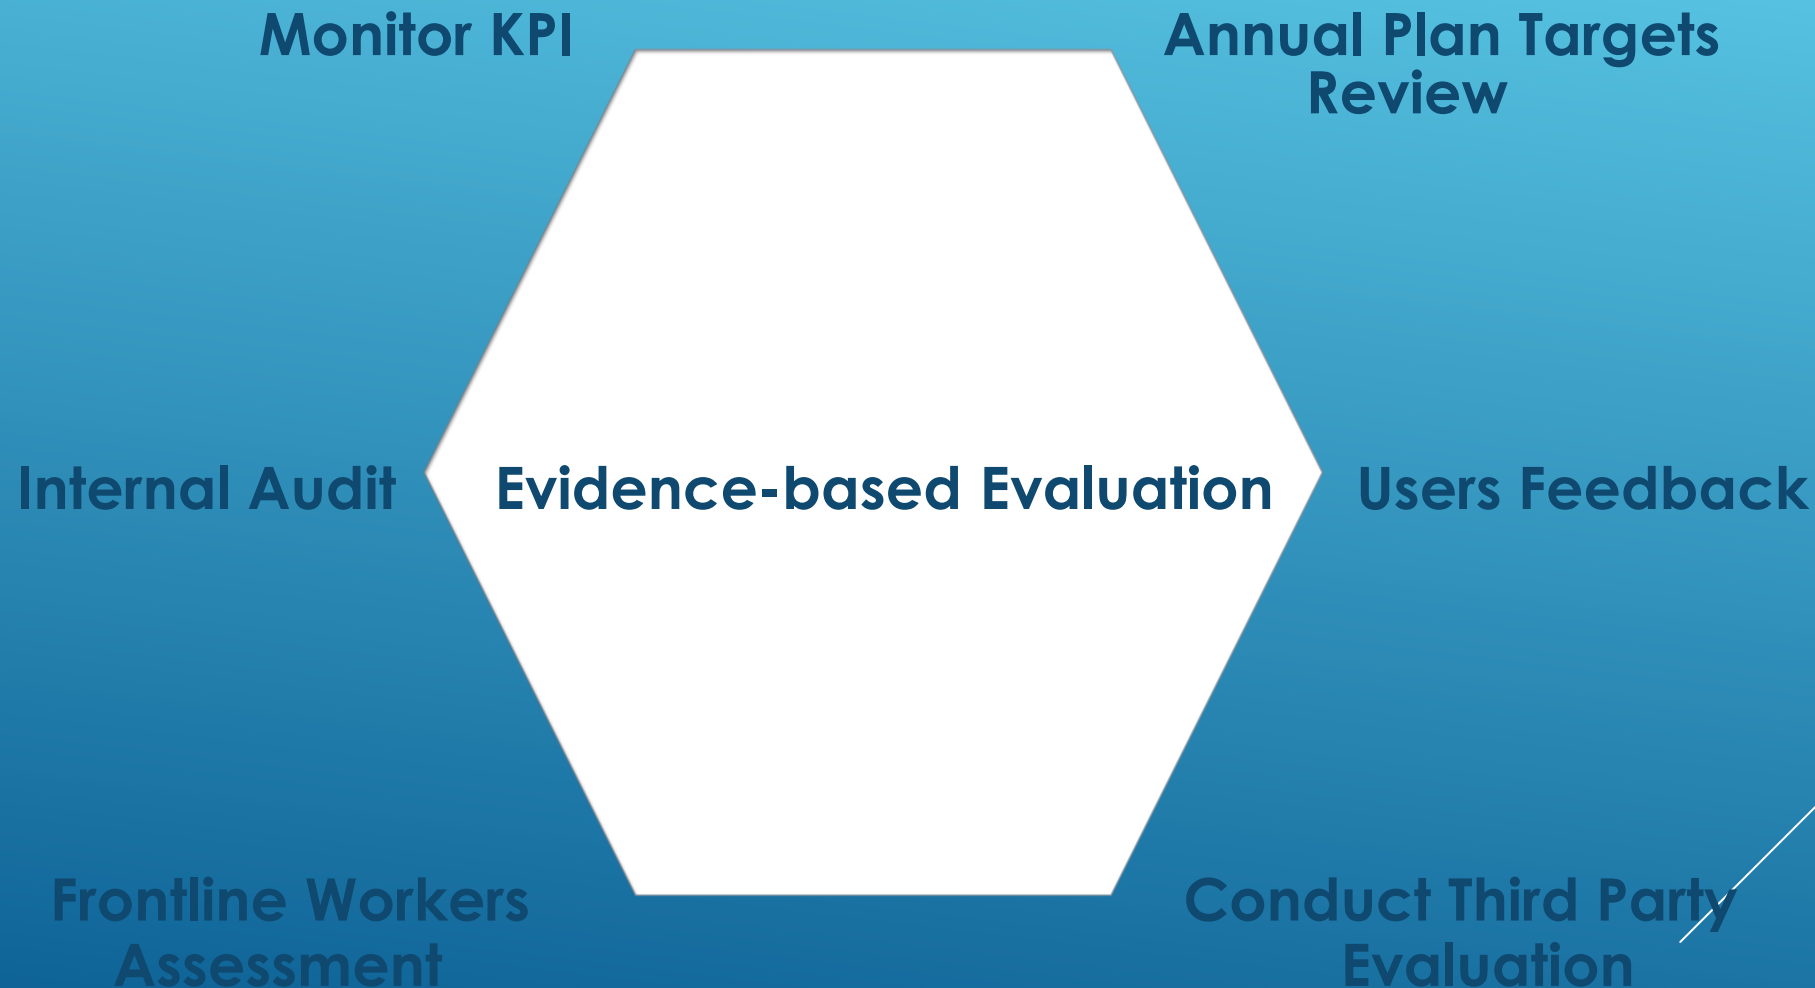 Monitor KPI
Annual Plan Targets
Review
Internal Audit
Evidence-based Evaluation
Users Feedback
Frontline Workers
Assessment
Conduct Third Party
Evaluation